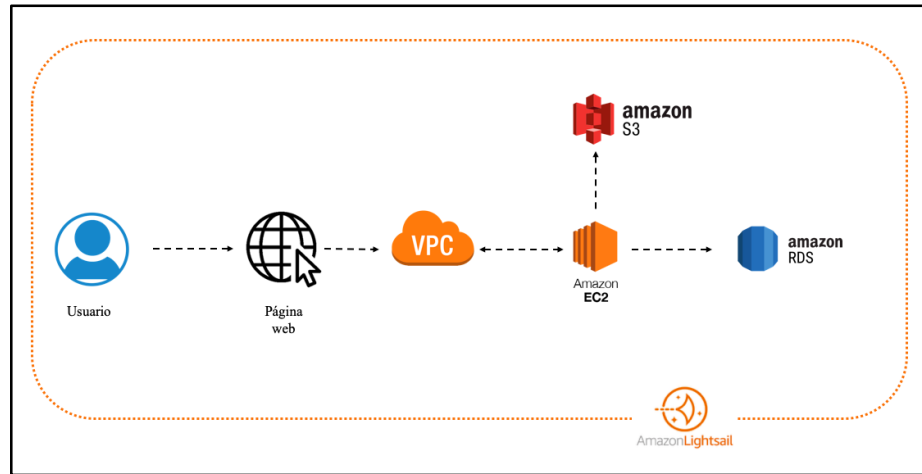 amazon
S3
VPC
amazon
RDS
Amazon
EC2
Usuario
Página
web
AmazonLightsail